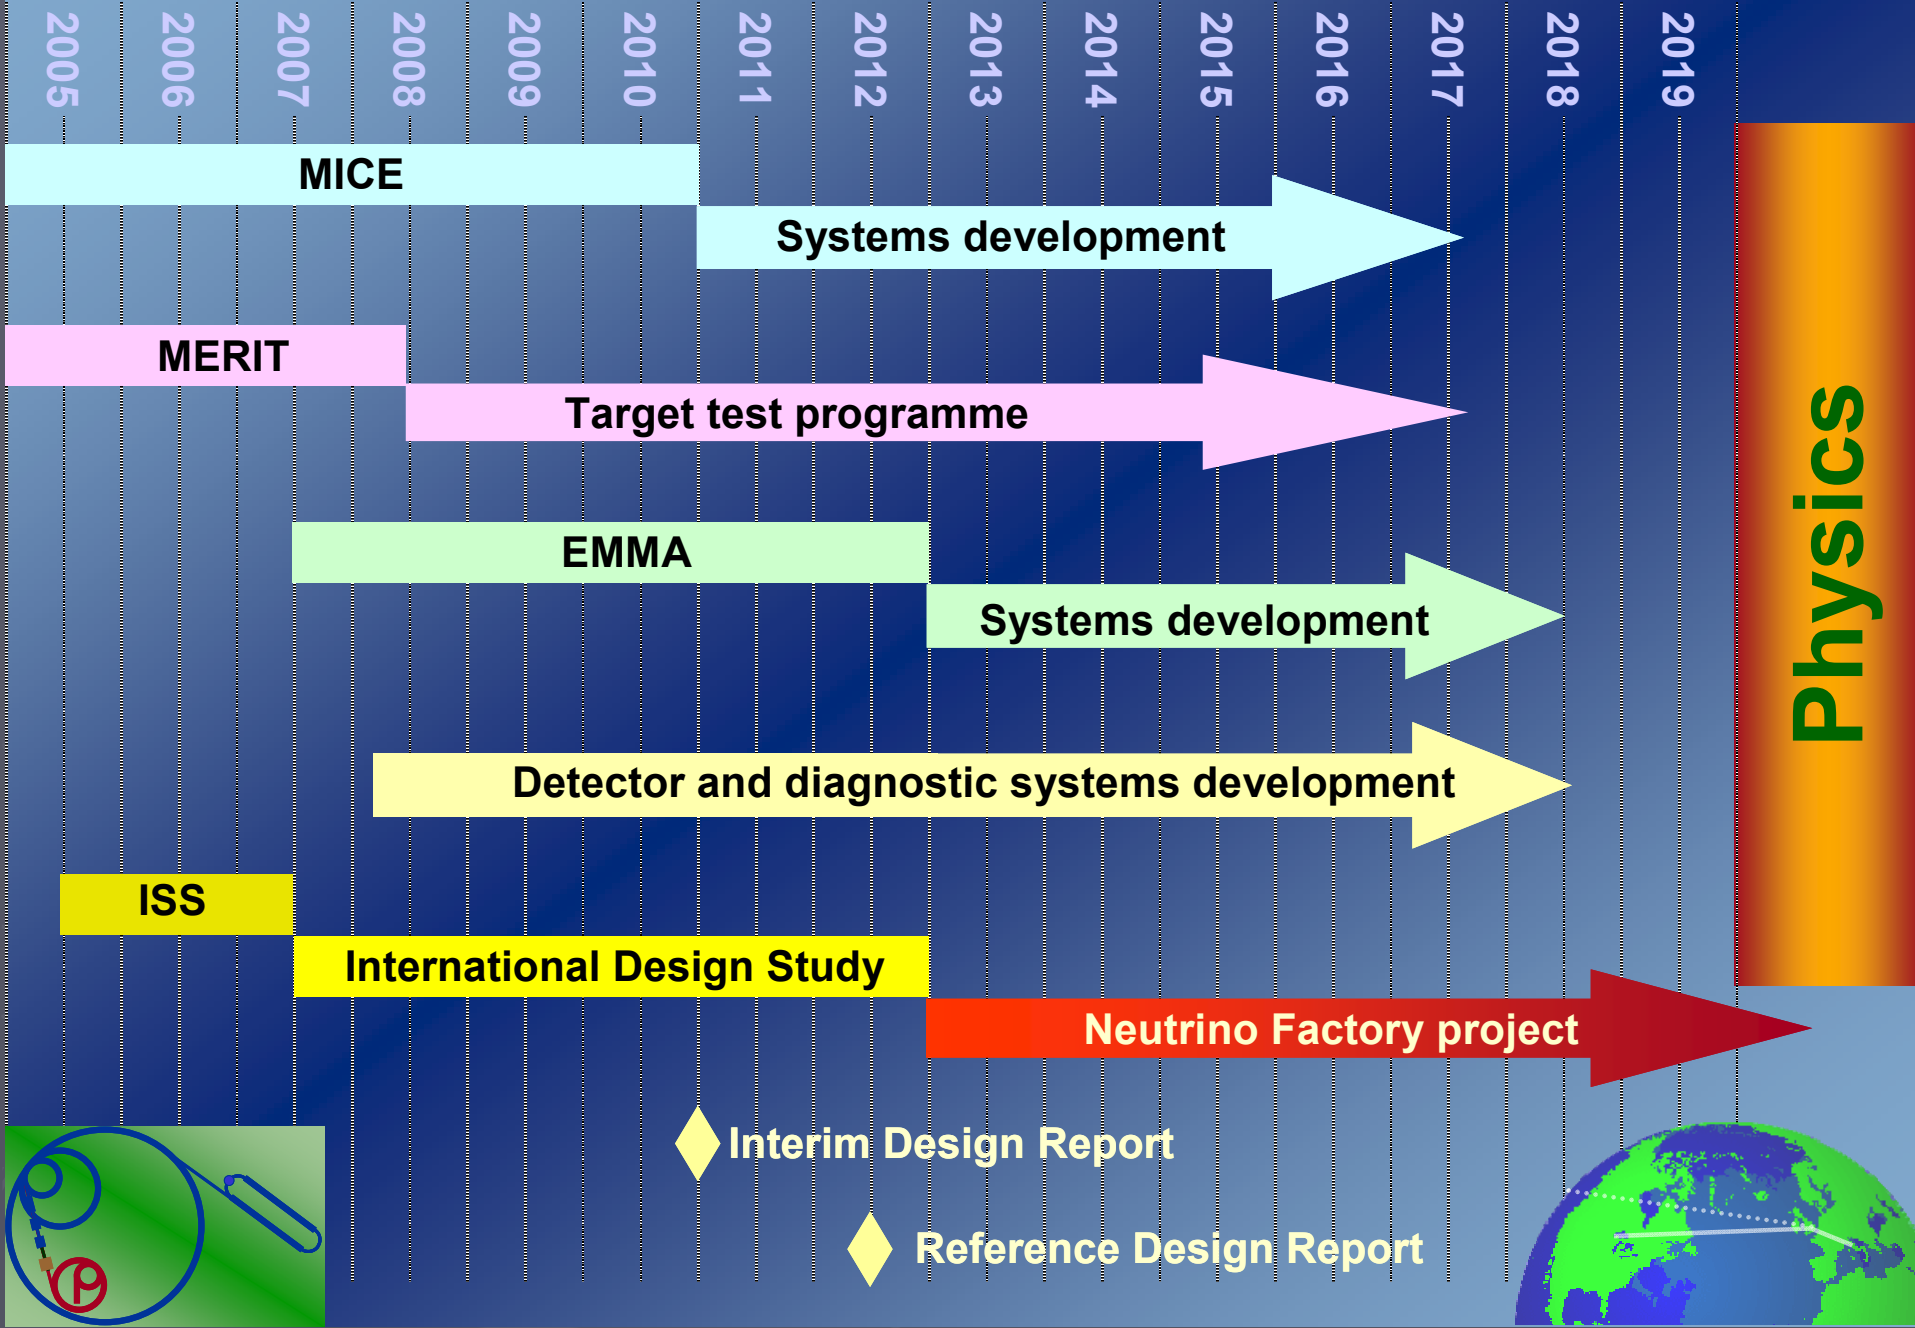 2005
2006
2007
2008
2009
2010
2011
2012
2013
2014
2015
2016
2017
2018
2019
MICE
Systems development
MERIT
Target test programme
EMMA
Systems development
Detector and diagnostic systems development
ISS
International Design Study
Neutrino Factory project
Physics
Interim Design Report
Reference Design Report
p